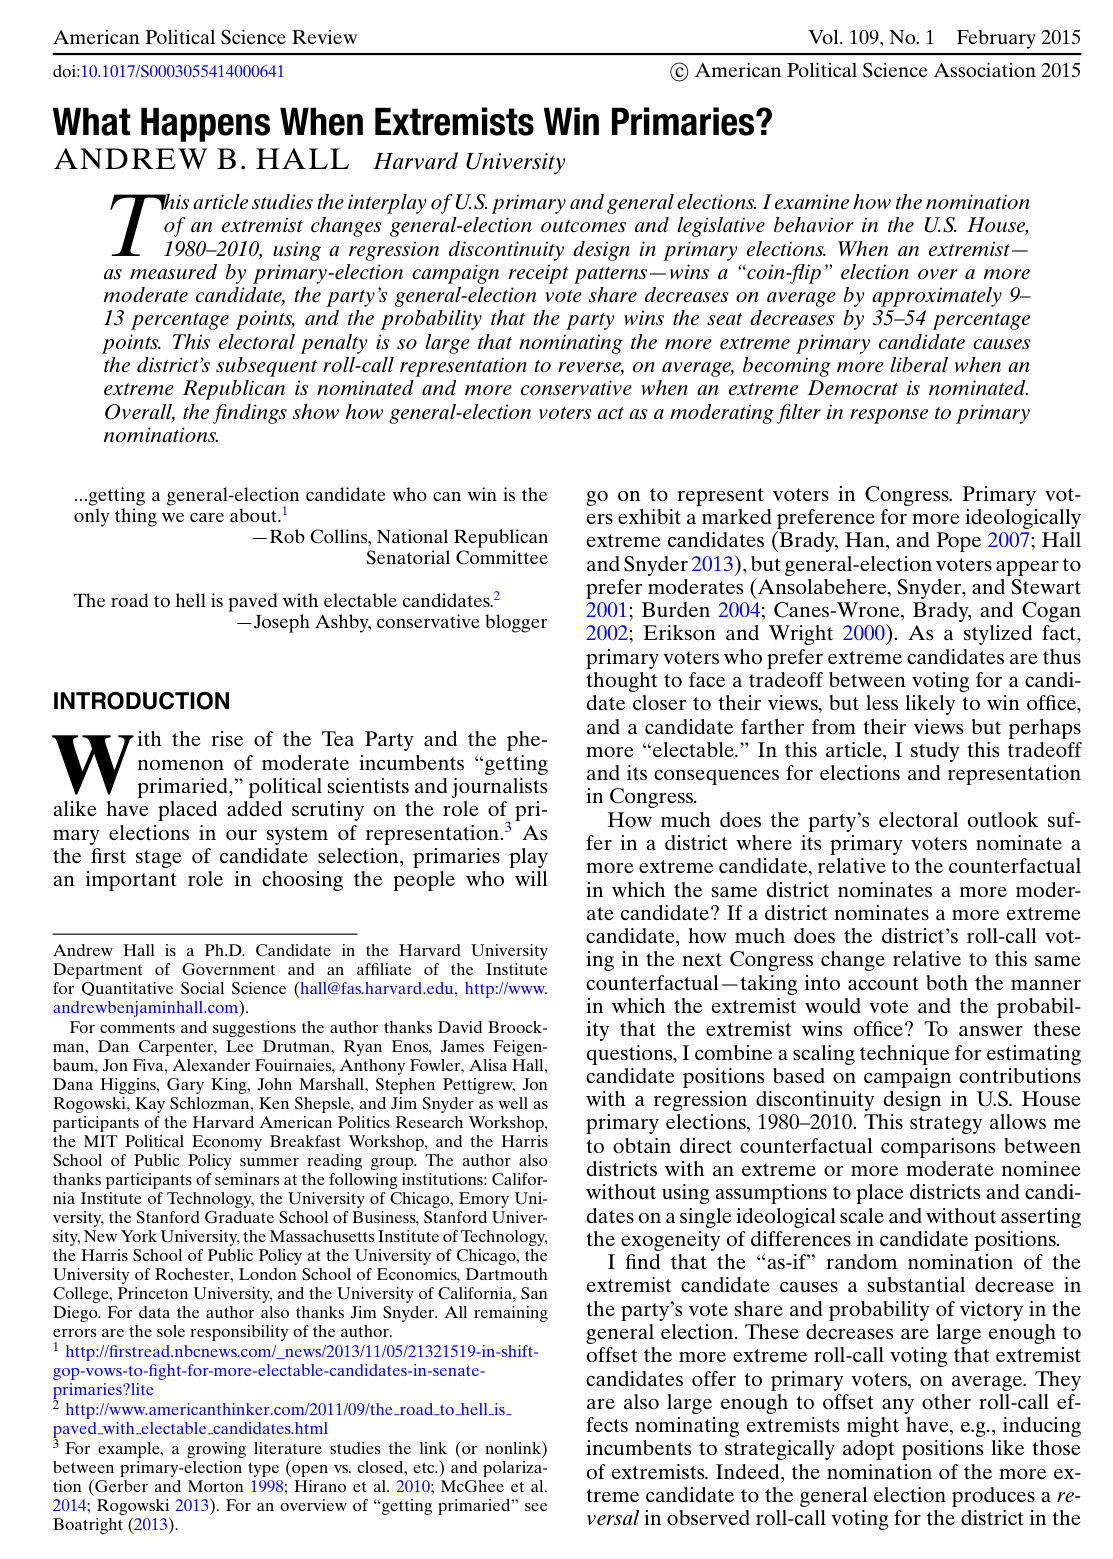 American Political Science Review
Vol. 109, No. 1 February 2015
doi:10.1017/S0003055414000641
© American Political Science Association 2015
What Happens When Extremists Win Primaries?
ANDREW B. HALL Harvard University
This article studies the interplay of U.S. primary and general elections. I examine how the nomination
of an extremist changes general-election outcomes and legislative behavior in the U.S. House,
1980–2010, using a regression discontinuity design in primary elections. When an extremist—
as measured by primary-election campaign receipt patterns—wins a “coin-flip” election over a more
moderate candidate, the party’s general-election vote share decreases on average by approximately 9–
13 percentage points, and the probability that the party wins the seat decreases by 35–54 percentage
points. This electoral penalty is so large that nominating the more extreme primary candidate causes
the district’s subsequent roll-call representation to reverse, on average, becoming more liberal when an
extreme Republican is nominated and more conservative when an extreme Democrat is nominated.
Overall, the findings show how general-election voters act as a moderating filter in response to primary
nominations.
...getting a general-election candidate who can win is the
only thing we care about.1
—Rob Collins, National Republican
Senatorial Committee
The road to hell is paved with electable candidates.2
—Joseph Ashby, conservative blogger
INTRODUCTION
With the rise of the Tea Party and the phe-
nomenon of moderate incumbents “getting
primaried,” political scientists and journalists
alike have placed added scrutiny on the role of pri-
mary elections in our system of representation.3 As
the first stage of candidate selection, primaries play
an important role in choosing the people who will
Andrew Hall is a Ph.D. Candidate in the Harvard University
Department of Government and an affiliate of the Institute
for Quantitative Social Science (hall@fas.harvard.edu, http://www.
andrewbenjaminhall.com).
For comments and suggestions the author thanks David Broock-
man, Dan Carpenter, Lee Drutman, Ryan Enos, James Feigen-
baum, Jon Fiva, Alexander Fouirnaies, Anthony Fowler, Alisa Hall,
Dana Higgins, Gary King, John Marshall, Stephen Pettigrew, Jon
Rogowski, Kay Schlozman, Ken Shepsle, and Jim Snyder as well as
participants of the Harvard American Politics Research Workshop,
the MIT Political Economy Breakfast Workshop, and the Harris
School of Public Policy summer reading group. The author also
thanks participants of seminars at the following institutions: Califor-
nia Institute of Technology, the University of Chicago, Emory Uni-
versity, the Stanford Graduate School of Business, Stanford Univer-
sity, New York University, the Massachusetts Institute of Technology,
the Harris School of Public Policy at the University of Chicago, the
University of Rochester, London School of Economics, Dartmouth
College, Princeton University, and the University of California, San
Diego. For data the author also thanks Jim Snyder. All remaining
errors are the sole responsibility of the author.
1 http://firstread.nbcnews.com/_news/2013/11/05/21321519-in-shift-
gop-vows-to-fight-for-more-electable-candidates-in-senate-
primaries?lite
2 http://www.americanthinker.com/2011/09/the_road_to_hell_is_
paved_with_electable_candidates.html
3 For example, a growing literature studies the link (or nonlink)
between primary-election type (open vs. closed, etc.) and polariza-
tion (Gerber and Morton 1998; Hirano et al. 2010; McGhee et al.
2014; Rogowski 2013). For an overview of “getting primaried” see
Boatright (2013).
go on to represent voters in Congress. Primary vot-
ers exhibit a marked preference for more ideologically
extreme candidates (Brady, Han, and Pope 2007; Hall
and Snyder 2013), but general-election voters appear to
prefer moderates (Ansolabehere, Snyder, and Stewart
2001; Burden 2004; Canes-Wrone, Brady, and Cogan
2002; Erikson and Wright 2000). As a stylized fact,
primary voters who prefer extreme candidates are thus
thought to face a tradeoff between voting for a candi-
date closer to their views, but less likely to win office,
and a candidate farther from their views but perhaps
more “electable.” In this article, I study this tradeoff
and its consequences for elections and representation
in Congress.
How much does the party’s electoral outlook suf-
fer in a district where its primary voters nominate a
more extreme candidate, relative to the counterfactual
in which the same district nominates a more moder-
ate candidate? If a district nominates a more extreme
candidate, how much does the district’s roll-call vot-
ing in the next Congress change relative to this same
counterfactual—taking into account both the manner
in which the extremist would vote and the probabil-
ity that the extremist wins office? To answer these
questions, I combine a scaling technique for estimating
candidate positions based on campaign contributions
with a regression discontinuity design in U.S. House
primary elections, 1980–2010. This strategy allows me
to obtain direct counterfactual comparisons between
districts with an extreme or more moderate nominee
without using assumptions to place districts and candi-
dates on a single ideological scale and without asserting
the exogeneity of differences in candidate positions.
I find that the “as-if” random nomination of the
extremist candidate causes a substantial decrease in
the party’s vote share and probability of victory in the
general election. These decreases are large enough to
offset the more extreme roll-call voting that extremist
candidates offer to primary voters, on average. They
are also large enough to offset any other roll-call ef-
fects nominating extremists might have, e.g., inducing
incumbents to strategically adopt positions like those
of extremists. Indeed, the nomination of the more ex-
treme candidate to the general election produces a re-
versal in observed roll-call voting for the district in the